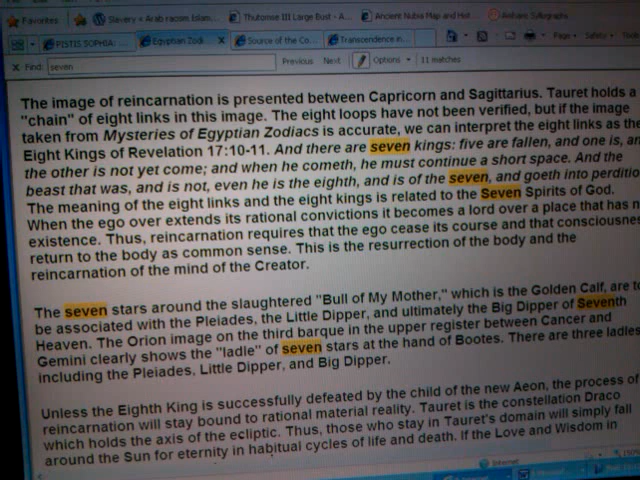 Favorites
Slavery « Arab racism Islam...
Thutomse III Large Bust - A...
Ancient Nubia Map and Hot...
PISTIS SOPHIA: ...
Egyptian Zodi...
Source of the Co...
Transcendence in...
Page
Safety
Tools
X Find: seven
Previous Next
Options
11 matches
The image of reincarnation is presented between Capricorn and Sagittarius. Tauret holds a
"chain" of eight links in this image. The eight loops have not been verified, but if the image
taken from Mysteries of Egyptian Zodiacs is accurate, we can interpret the eight links as the
Eight Kings of Revelation 17:10-11. And there are seven kings: five are fallen, and one is, an
the other is not yet come; and when he cometh, he must continue a short space. And the
beast that was, and is not, even he is the eighth, and is of the seven, and goeth into perditio
The meaning of the eight links and the eight kings is related to the Seven Spirits of God.
When the ego over extends its rational convictions it becomes a lord over a place that has n
existence. Thus, reincarnation requires that the ego cease its course and that consciousnes
return to the body as common sense. This is the resurrection of the body and the
reincarnation of the mind of the Creator.
The seven stars around the slaughtered "Bull of My Mother," which is the Golden Calf, are to
be associated with the Pleiades, the Little Dipper, and ultimately the Big Dipper of Seventh
Heaven. The Orion image on the third barque in the upper register between Cancer and
Gemini clearly shows the "ladle" of seven stars at the hand of Bootes. There are three ladles
including the Pleiades, Little Dipper, and Big Dipper.
Unless the Eighth King is successfully defeated by the child of the new Aeon, the process of
reincarnation will stay bound to rational material reality. Tauret is the constellation Draco
which holds the axis of the ecliptic. Thus, those who stay in Tauret's domain will simply fall
around the Sun for eternity in habitual cycles of life and death. If the Love and Wisdom in
Internet
150%